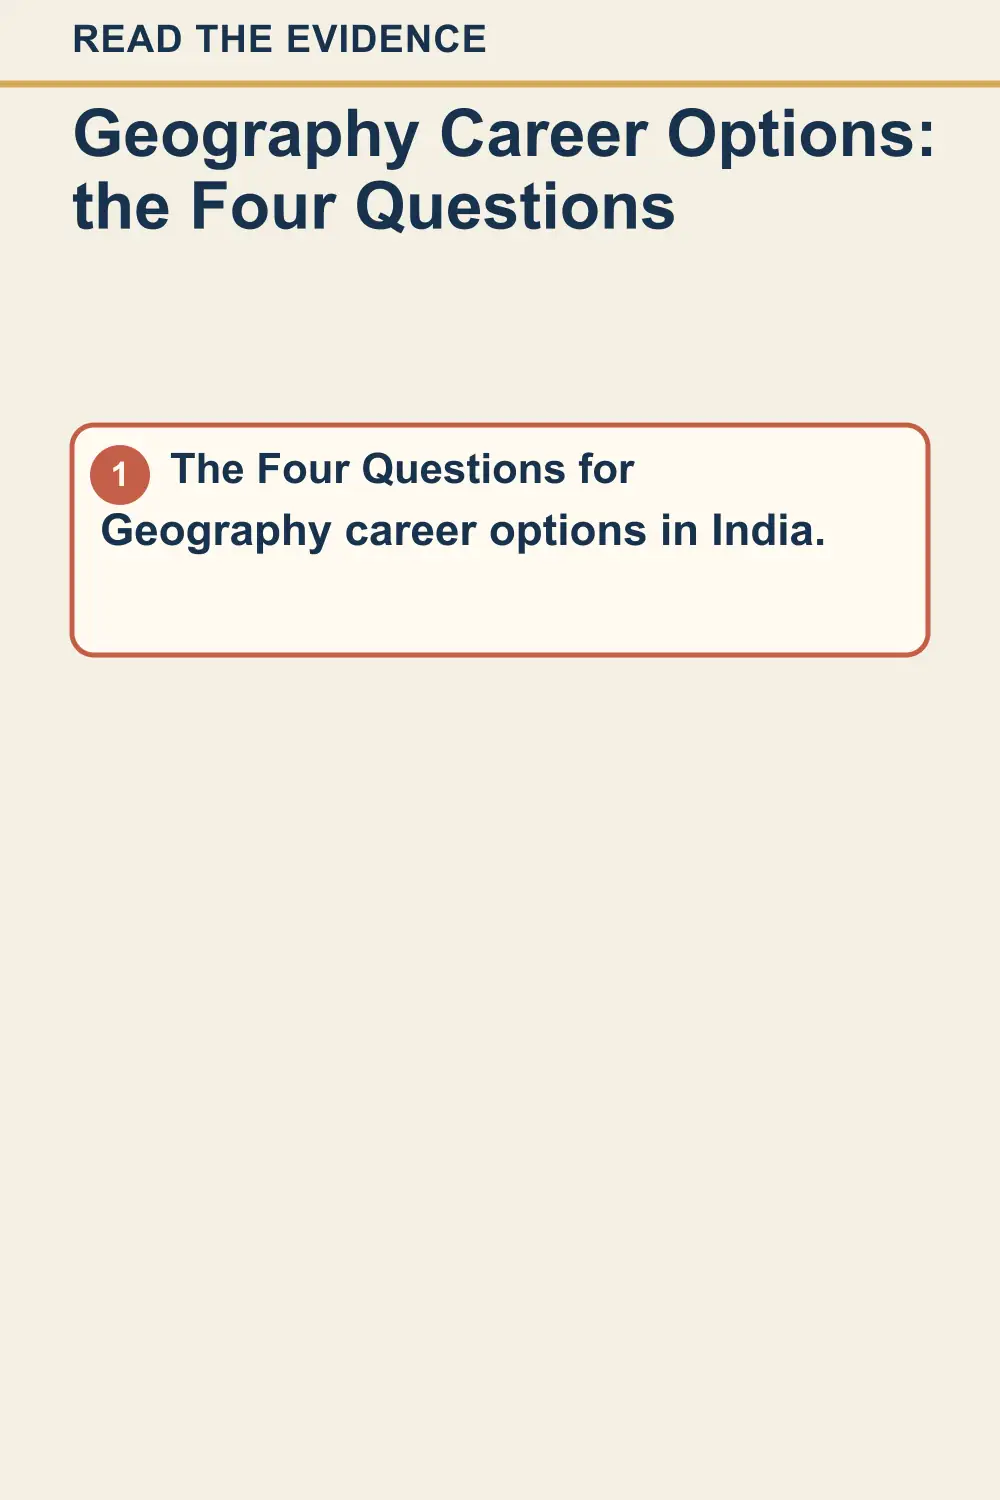 READ THE EVIDENCE
Geography Career Options:
the Four Questions
1 The Four Questions for
Geography career options in India.